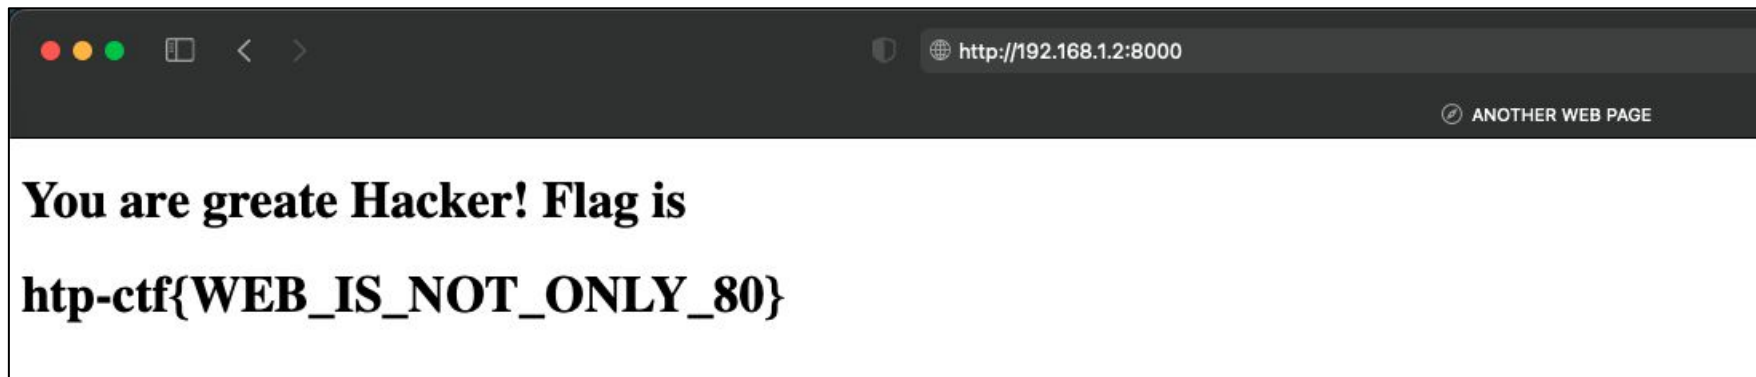 http://192.168.1.2:8000
ANOTHER WEB PAGE
You are greate Hacker! Flag is
htp-ctf{WEB_IS_NOT_ONLY_80}